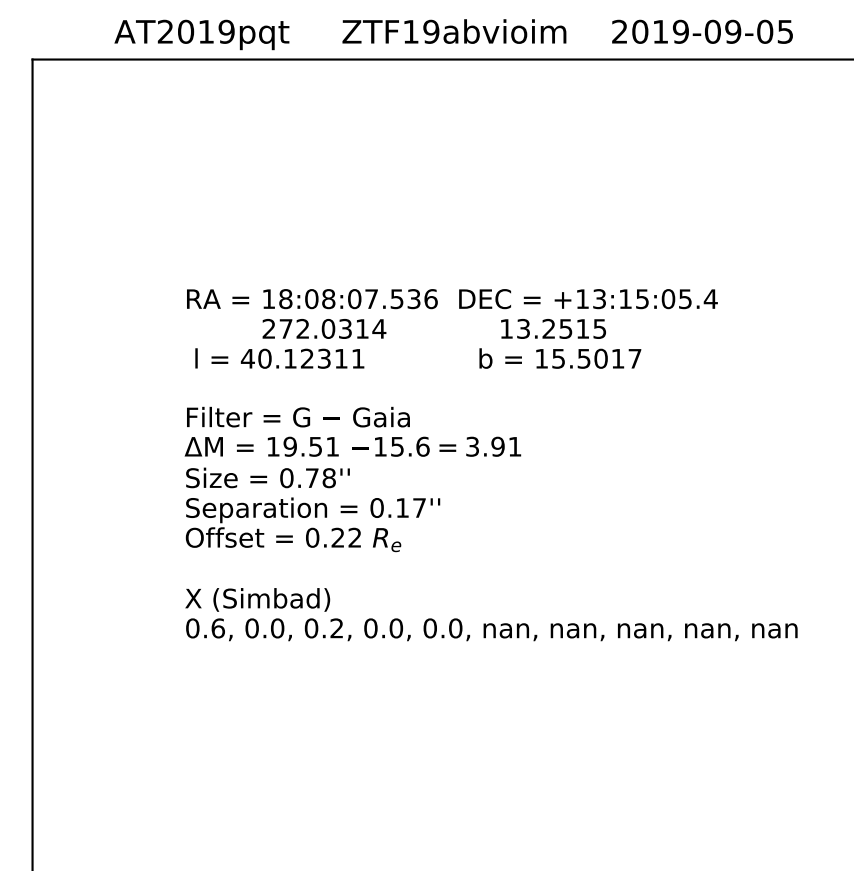 AT2019pqt ZTF19abvioim 2019-09-05
RA = 18:08:07.536 DEC = +13:15:05.4
272.0314 13.2515
l = 40.12311 b = 15.5017
Filter = G − Gaia
ΔM = 19.51 −15.6 = 3.91
Size = 0.78''
Separation = 0.17''
Offset = 0.22 Re
X (Simbad)
0.6, 0.0, 0.2, 0.0, 0.0, nan, nan, nan, nan, nan